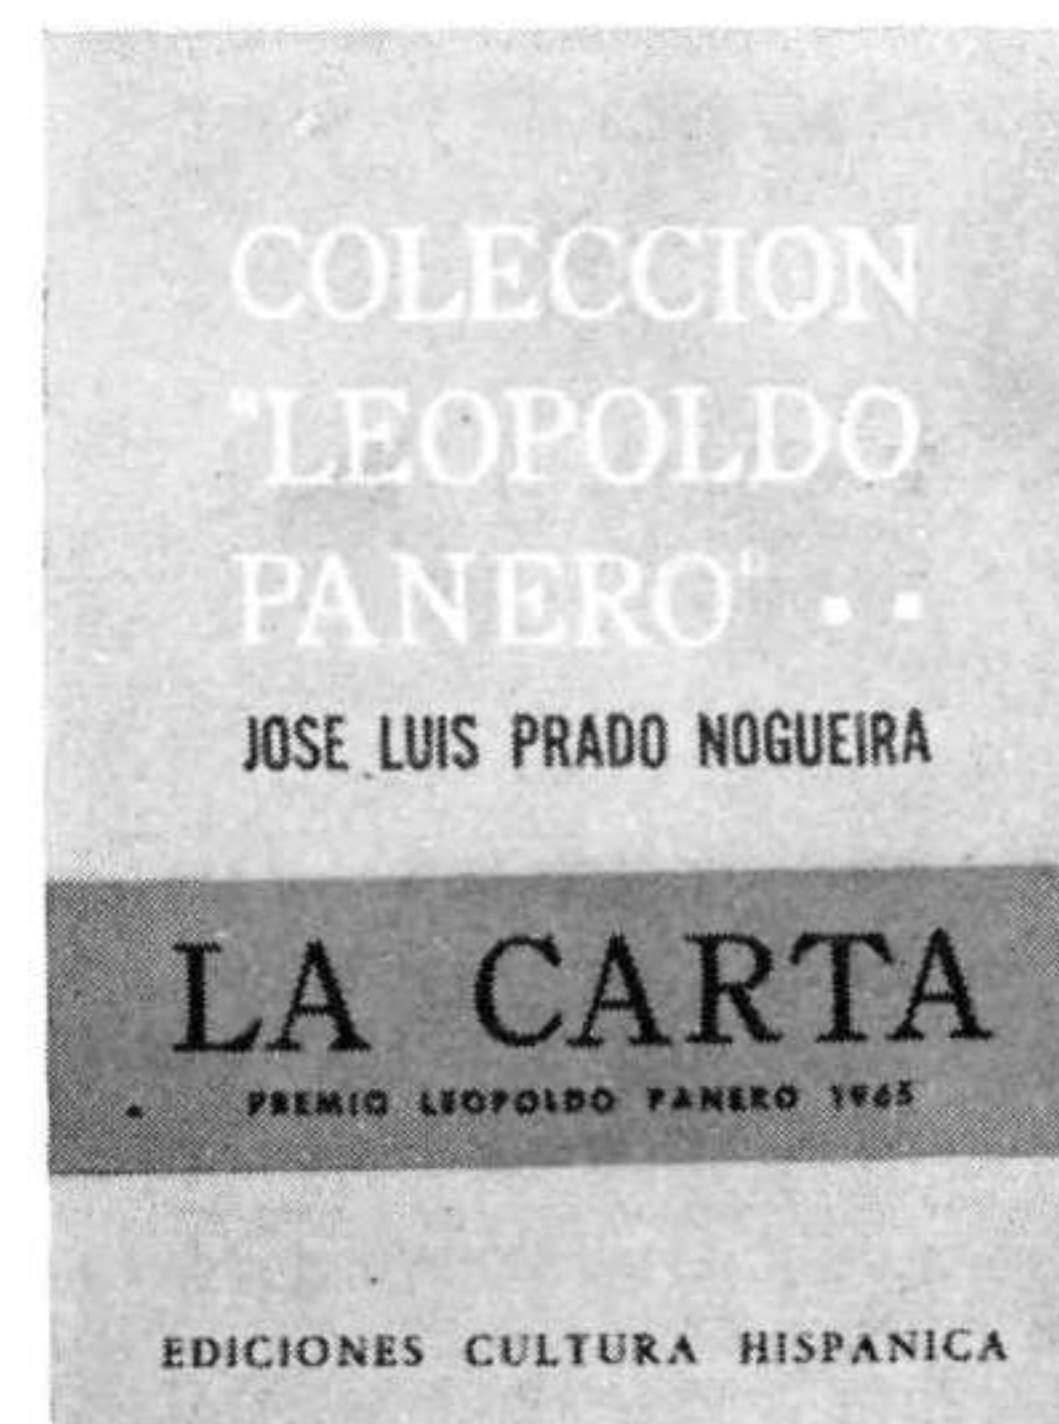 COLECCION
"LEOPOLDO
PANERO" ▪ ▪
JOSE LUIS PRADO NOGUEIRA
LA CARTA
PREMIO LEOPOLDO PANERO 1965
EDICIONES CULTURA HISPANICA